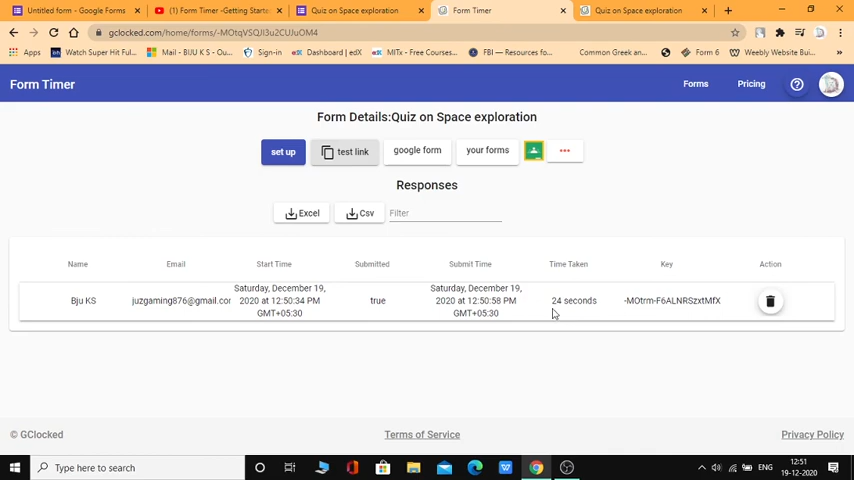 Untitled form - Google Forms
(1) Form Timer -Getting Starte
Quiz on Space exploration
Form Timer
Quiz on Space exploration
gclocked.com/home/forms/-MOtqVSQJl3u2CUJuOM4
Apps
Watch Super Hit Ful
Mail - BIJU K S - Ou
Sign-in
Dashboard | edX
MITx - Free Courses...
FBI — Resources fo
Common Greek and
Form 6
Weebly Website Bui
Form Timer
Forms
Pricing
Form Details:Quiz on Space exploration
set up
test link
google form
your forms
Responses
Excel
Csv
Filter
Name
Email
Start Time
Submitted
Submit Time
Time Taken
Key
Action
Bju KS
juzgaming876@gmail.cor
Saturday, December 19,
2020 at 12:50:34 PM
GMT+05:30
true
Saturday, December 19,
2020 at 12:50:58 PM
GMT+05:30
24 seconds
-MOtrm-F6ALNRSzxtMfX
© GClocked
Terms of Service
Privacy Policy
Type here to search
ENG
12:51
19-12-2020